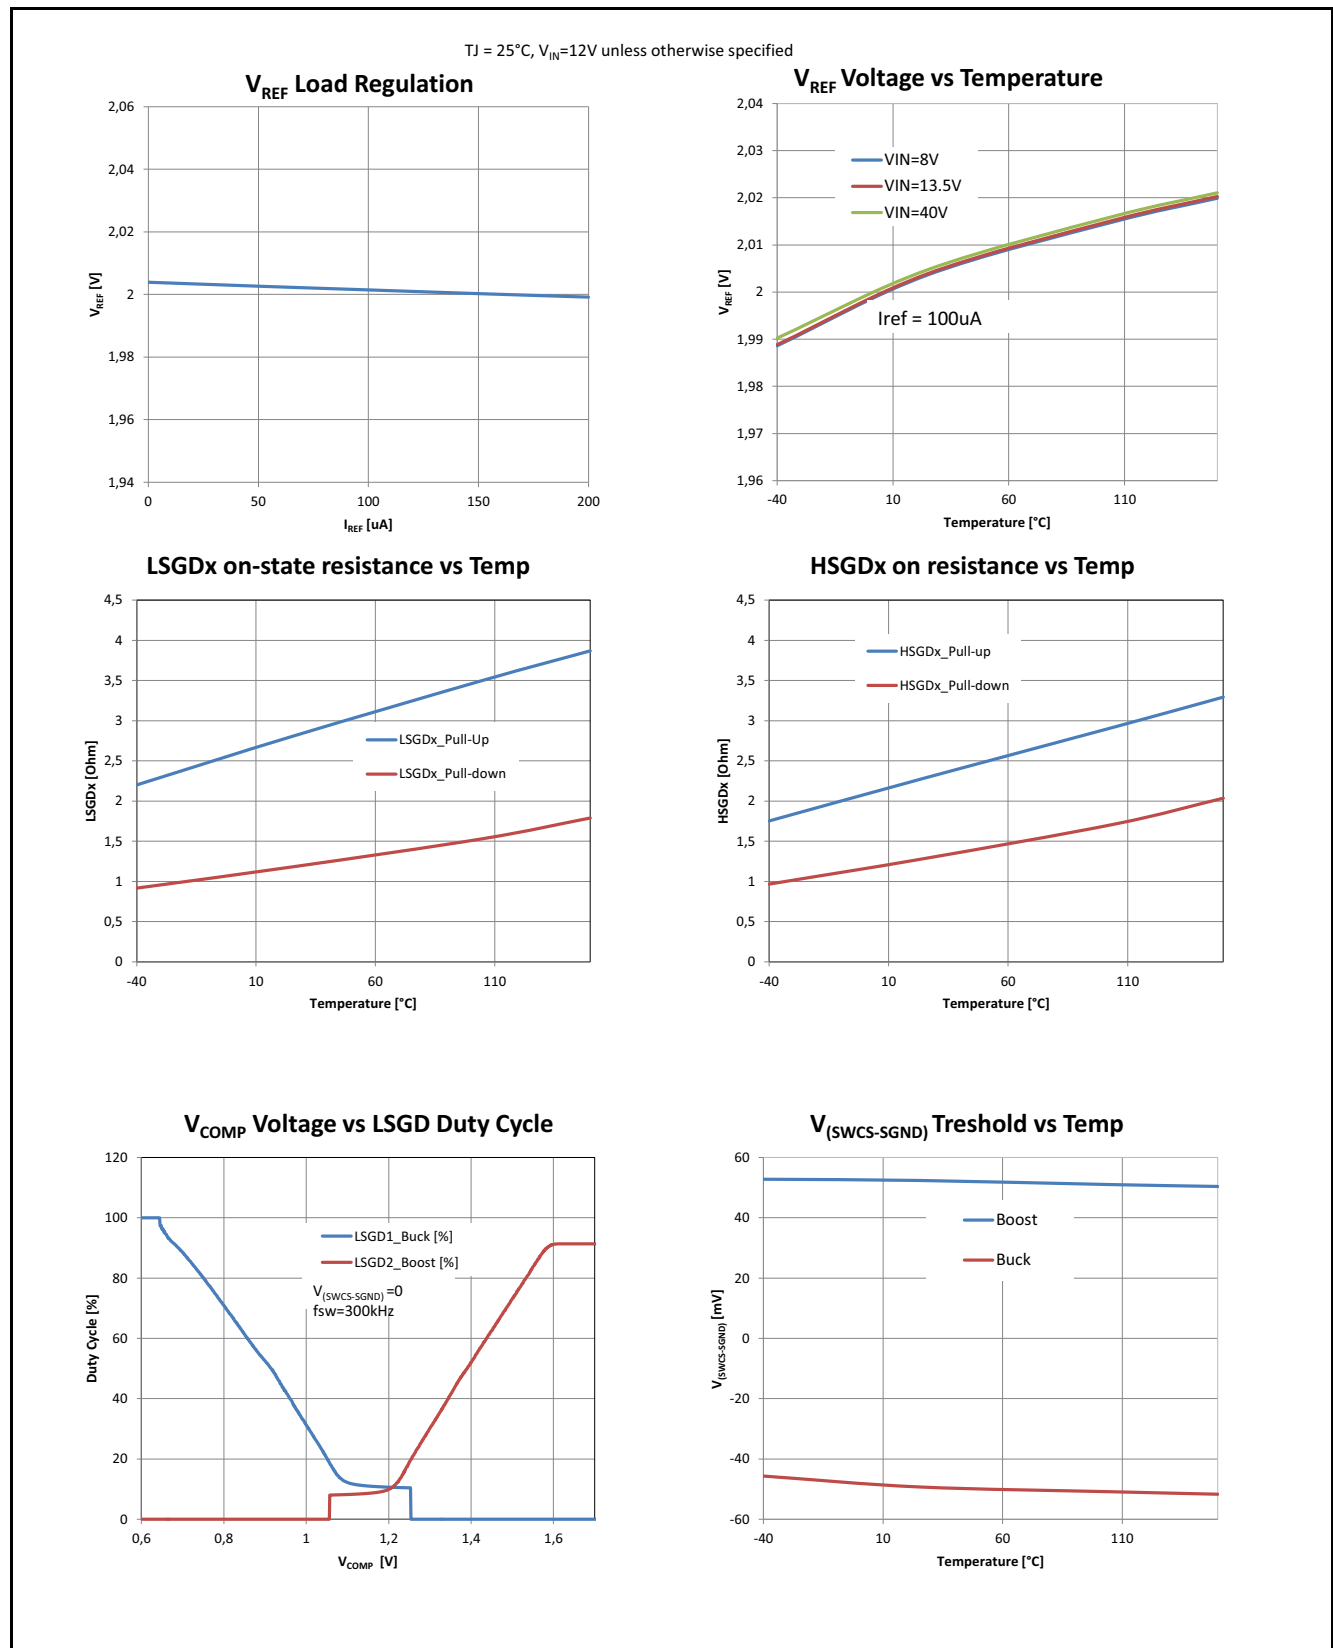 TJ = 25°C, VIN=12V unless otherwise specified
VREF Load Regulation
2,06
2,04
2,02
2
1,98
1,96
1,94
VREF [V]
0 50 100 150 200
IREF [uA]
VREF Voltage vs Temperature
2,04
2,03
2,02
2,01
2
1,99
1,98
1,97
1,96
VREF [V]
VIN=8V
VIN=13.5V
VIN=40V
Iref = 100uA
-40 10 60 110
Temperature [°C]
LSGDx on-state resistance vs Temp
4,5
4
3,5
3
2,5
2
1,5
1
0,5
0
LSGDx [Ohm]
LSGDx_Pull-Up
LSGDx_Pull-down
-40 10 60 110
Temperature [°C]
HSGDx on resistance vs Temp
4,5
4
3,5
3
2,5
2
1,5
1
0,5
0
HSGDx [Ohm]
HSGDx_Pull-up
HSGDx_Pull-down
-40 10 60 110
Temperature [°C]
VCOMP Voltage vs LSGD Duty Cycle
120
100
80
60
40
20
0
Duty Cycle [%]
LSGD1_Buck [%]
LSGD2_Boost [%]
V(SWCS-SGND) =0
fsw=300kHz
0,6 0,8 1 1,2 1,4 1,6
VCOMP [V]
V(SWCS-SGND) Treshold vs Temp
60
40
20
0
-20
-40
-60
V(SWCS-SGND) [mV]
Boost
Buck
-40 10 60 110
Temperature [°C]